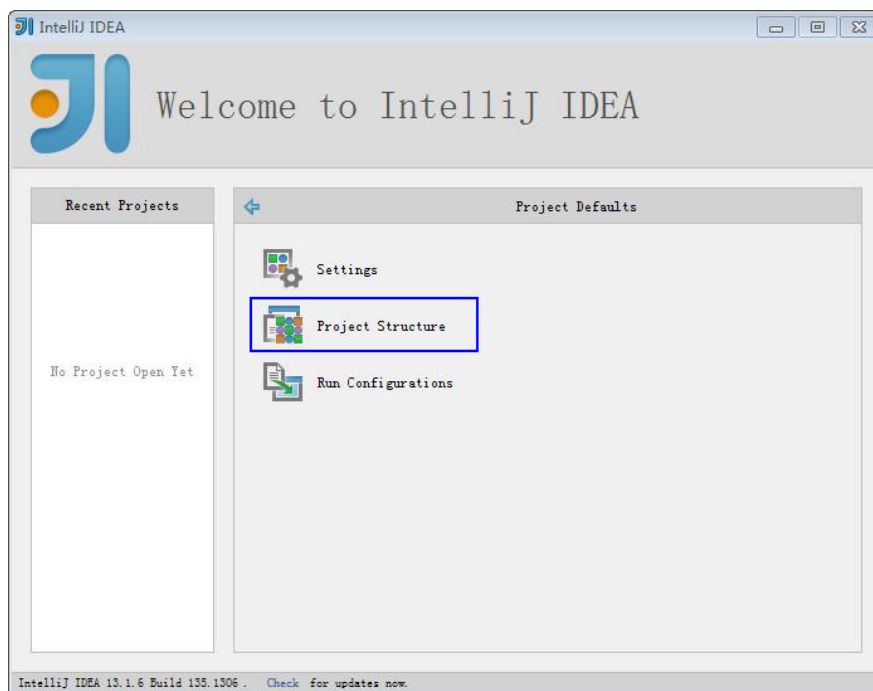 IntelliJ IDEA
Welcome to IntelliJ IDEA
Recent Projects
Project Defaults
Settings
Project Structure
No Project Open Yet
Run Configurations
IntelliJ IDEA 13.1.6 Build 135.1306 . Check for updates now.